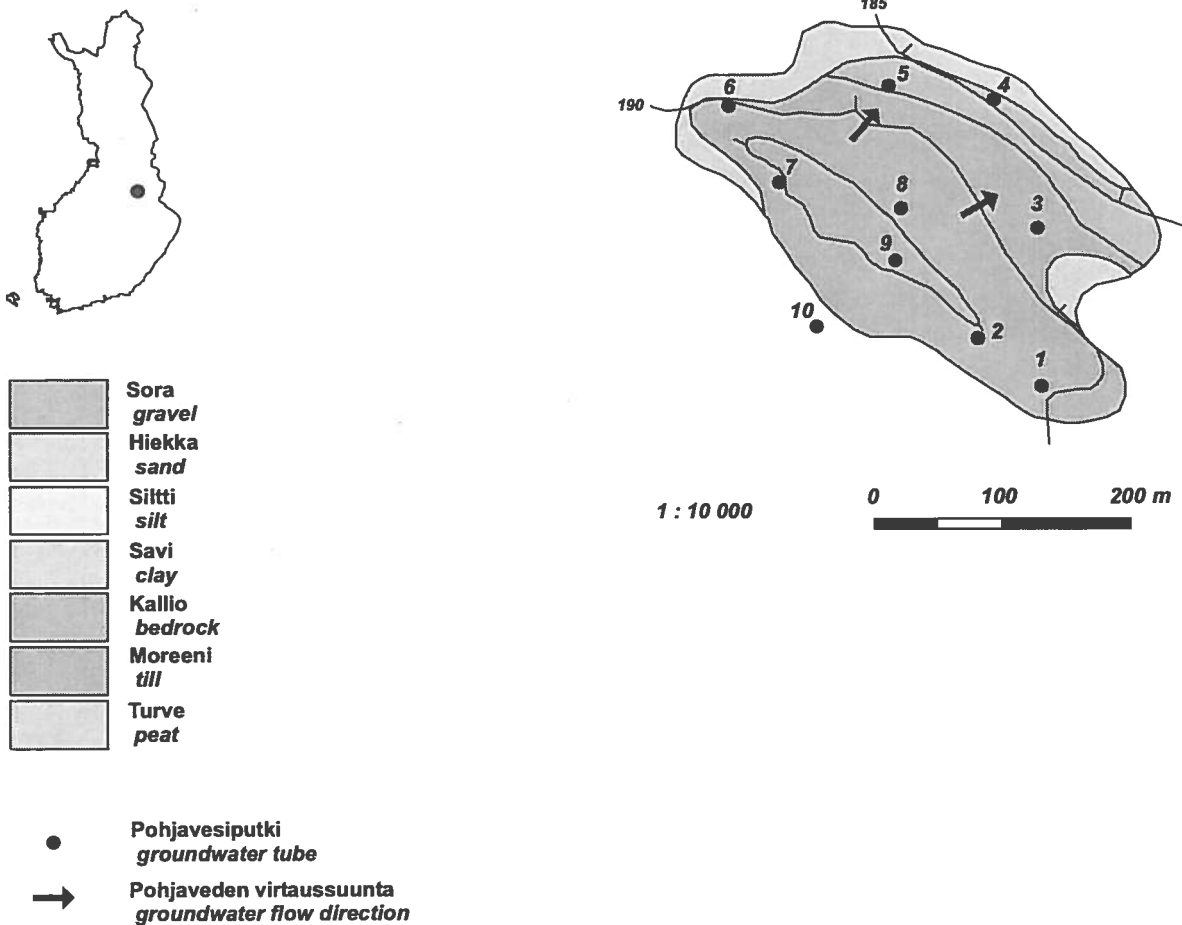 185
190
6
5
4
7
8
3
9
10
2
1
Sora
gravel
Hiekka
sand
Siltti
silt
Savi
clay
Kallio
bedrock
Moreeni
till
Turve
peat
1 : 10 000
0 100 200 m
Pohjavesiputki
groundwater tube
Pohjaveden virtaussuunta
groundwater flow direction